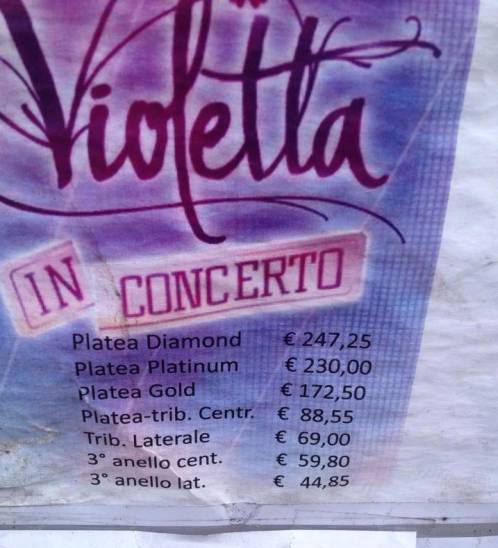 Violetta
IN CONCERTO
Platea Diamond € 247,25
Platea Platinum € 230,00
Platea Gold € 172,50
Platea-trib. Centr. € 88,55
Trib. Laterale € 69,00
3° anello cent. € 59,80
3° anello lat. € 44,85